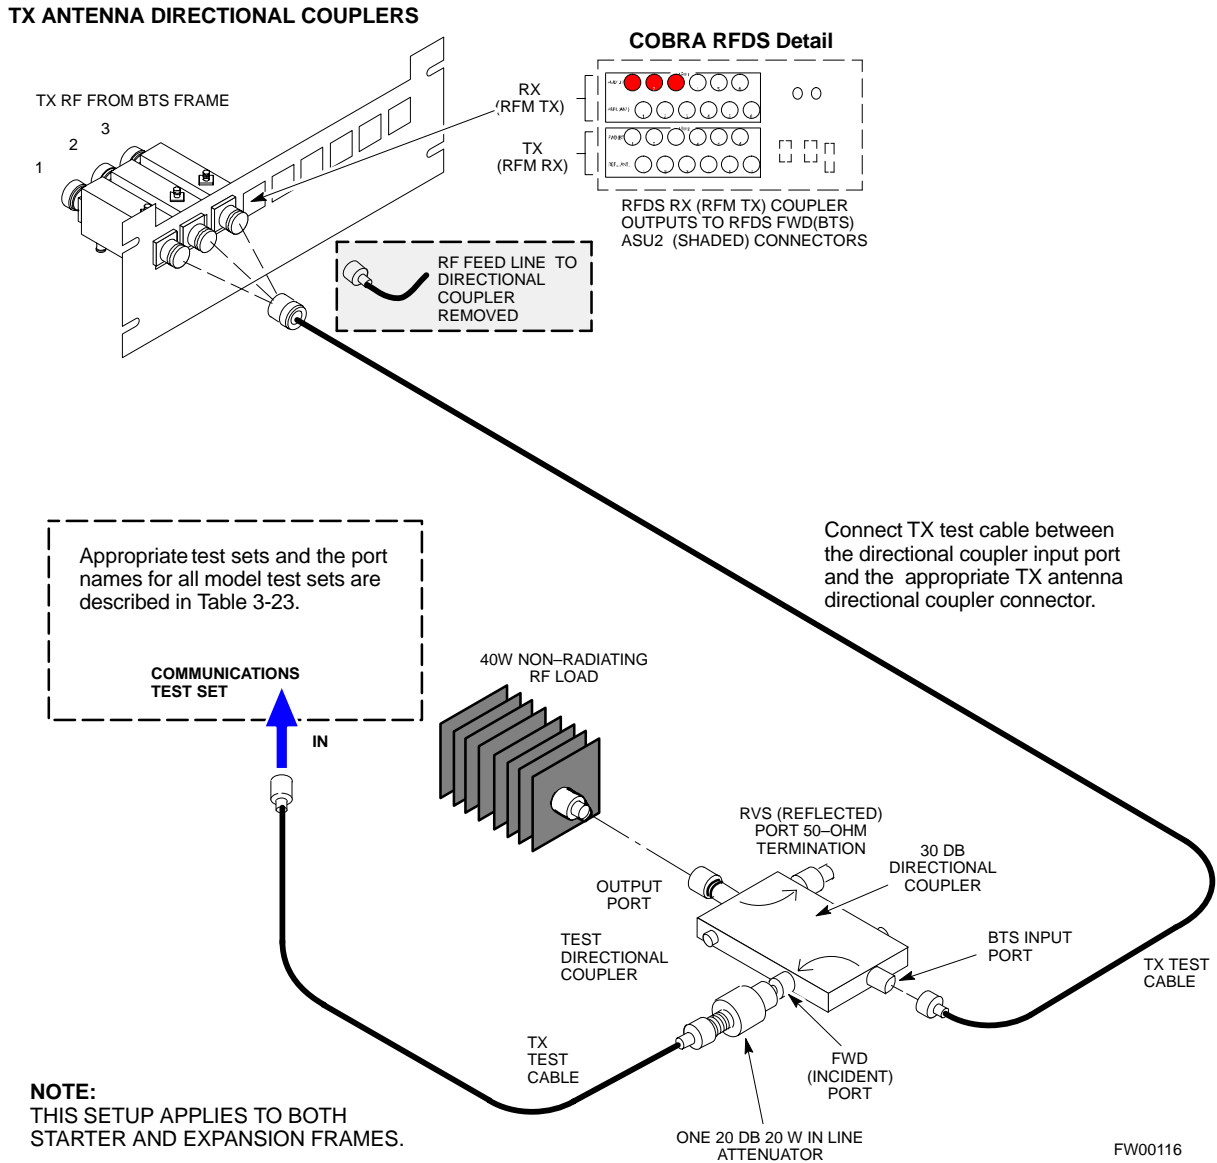 TX ANTENNA DIRECTIONAL COUPLERS
COBRA RFDS Detail
TX RF FROM BTS FRAME
1
2
3
RX
(RFM TX)
TX
(RFM RX)
RFDS RX (RFM TX) COUPLER
OUTPUTS TO RFDS FWD(BTS)
ASU2 (SHADED) CONNECTORS
RF FEED LINE TO
DIRECTIONAL
COUPLER
REMOVED
Connect TX test cable between
the directional coupler input port
and the appropriate TX antenna
directional coupler connector.
Appropriate test sets and the port
names for all model test sets are
described in Table 3-23.
COMMUNICATIONS
TEST SET
IN
40W NON–RADIATING
RF LOAD
RVS (REFLECTED)
PORT 50–OHM
TERMINATION
30 DB
DIRECTIONAL
COUPLER
OUTPUT
PORT
TEST
DIRECTIONAL
COUPLER
BTS INPUT
PORT
TX TEST
CABLE
TX
TEST
CABLE
FWD
(INCIDENT)
PORT
ONE 20 DB 20 W IN LINE
ATTENUATOR
NOTE:
THIS SETUP APPLIES TO BOTH
STARTER AND EXPANSION FRAMES.
FW00116